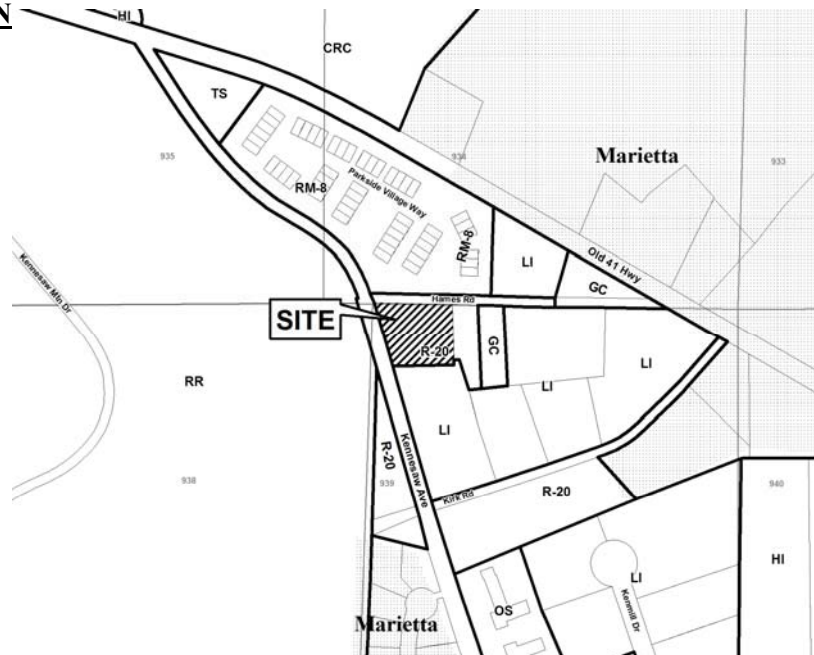 N
HI
CRC
TS
935
934
Marietta
933
Parkside Village Way
RM-8
RM-8
LI
Old 41 Hwy
GC
Kennesaw Mtn Dr
Hames Rd
SITE
R-20
GC
LI
LI
RR
LI
R-20
Kennesaw Ave
938
939
Kirk Rd
R-20
940
HI
LI
OS
Kenmill Dr
Marietta